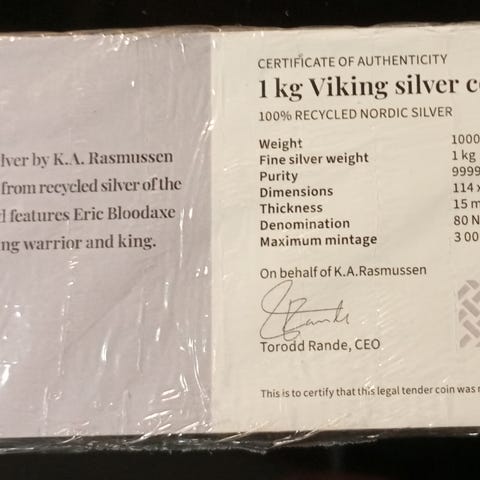 lver by K.A. Rasmussen
from recycled silver of the
d features Eric Bloodaxe
ng warrior and king.
CERTIFICATE OF AUTHENTICITY
1 kg Viking silver c
100% RECYCLED NORDIC SILVER
Weight 1000
Fine silver weight 1 kg
Purity 9999
Dimensions 114 x
Thickness 15 m
Denomination 80 N
Maximum mintage 3 00
On behalf of K.A.Rasmussen
Torodd Rande, CEO
This is to certify that this legal tender coin was